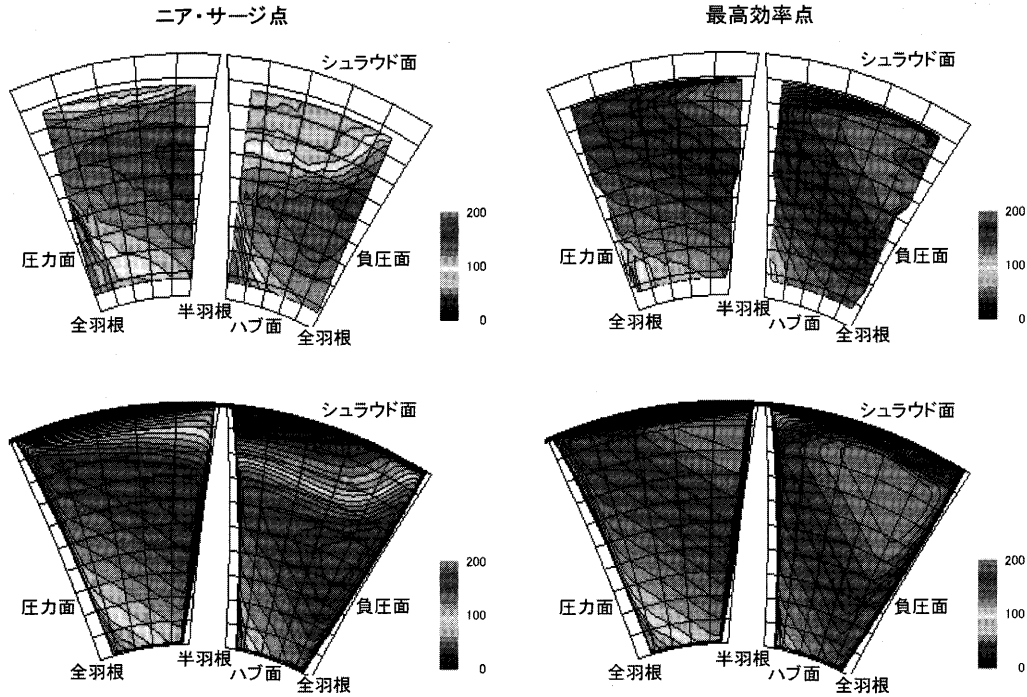 ニア・サージ点
最高効率点
シュラウド面
シュラウド面
200
100
0
200
100
0
圧力面
負圧面
圧力面
負圧面
全羽根
半羽根
ハブ面
全羽根
全羽根
半羽根
ハブ面
全羽根
シュラウド面
シュラウド面
200
100
0
200
100
0
圧力面
負圧面
圧力面
負圧面
全羽根
半羽根
ハブ面
全羽根
全羽根
半羽根
ハブ面
全羽根